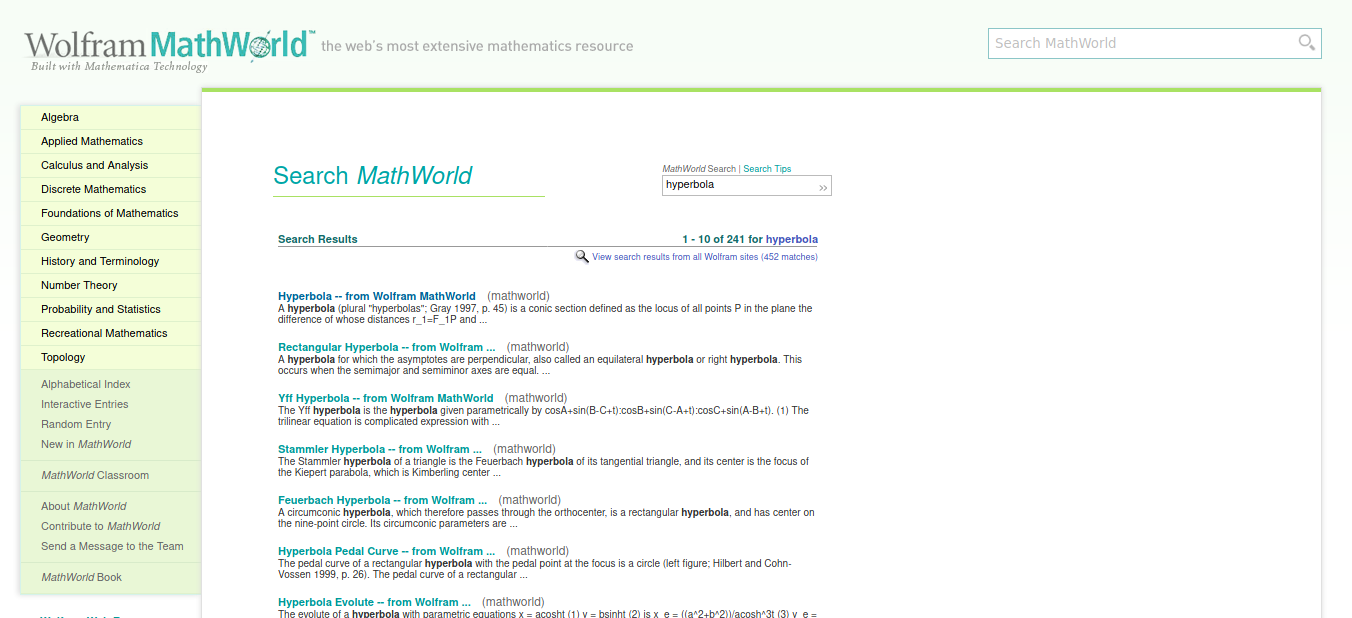 Wolfram MathWorld™ the web's most extensive mathematics resource
Built with Mathematica Technology
Search MathWorld
Algebra
Applied Mathematics
Calculus and Analysis
Discrete Mathematics
Foundations of Mathematics
Geometry
History and Terminology
Number Theory
Probability and Statistics
Recreational Mathematics
Topology
Alphabetical Index
Interactive Entries
Random Entry
New in MathWorld
MathWorld Classroom
About MathWorld
Contribute to MathWorld
Send a Message to the Team
MathWorld Book
Search MathWorld
MathWorld Search | Search Tips
hyperbola »
Search Results 1 - 10 of 241 for hyperbola
View search results from all Wolfram sites (452 matches)
Hyperbola -- from Wolfram MathWorld (mathworld)
A hyperbola (plural "hyperbolas"; Gray 1997, p. 45) is a conic section defined as the locus of all points P in the plane the
difference of whose distances r_1=F_1P and ...
Rectangular Hyperbola -- from Wolfram ... (mathworld)
A hyperbola for which the asymptotes are perpendicular, also called an equilateral hyperbola or right hyperbola. This
occurs when the semimajor and semiminor axes are equal. ...
Yff Hyperbola -- from Wolfram MathWorld (mathworld)
The Yff hyperbola is the hyperbola given parametrically by cosA+sin(B-C+t):cosB+sin(C-A+t):cosC+sin(A-B+t). (1) The
trilinear equation is complicated expression with ...
Stammler Hyperbola -- from Wolfram ... (mathworld)
The Stammler hyperbola of a triangle is the Feuerbach hyperbola of its tangential triangle, and its center is the focus of
the Kiepert parabola, which is Kimberling center ...
Feuerbach Hyperbola -- from Wolfram ... (mathworld)
A circumconic hyperbola, which therefore passes through the orthocenter, is a rectangular hyperbola, and has center on
the nine-point circle. Its circumconic parameters are ...
Hyperbola Pedal Curve -- from Wolfram ... (mathworld)
The pedal curve of a rectangular hyperbola with the pedal point at the focus is a circle (left figure; Hilbert and Cohn-
Vossen 1999, p. 26). The pedal curve of a rectangular ...
Hyperbola Evolute -- from Wolfram ... (mathworld)
The evolute of a hyperbola with parametric equations x = acosht (1) y = bsinht (2) is x_e = ((a^2+b^2))/acosh^3t (3) y_e =